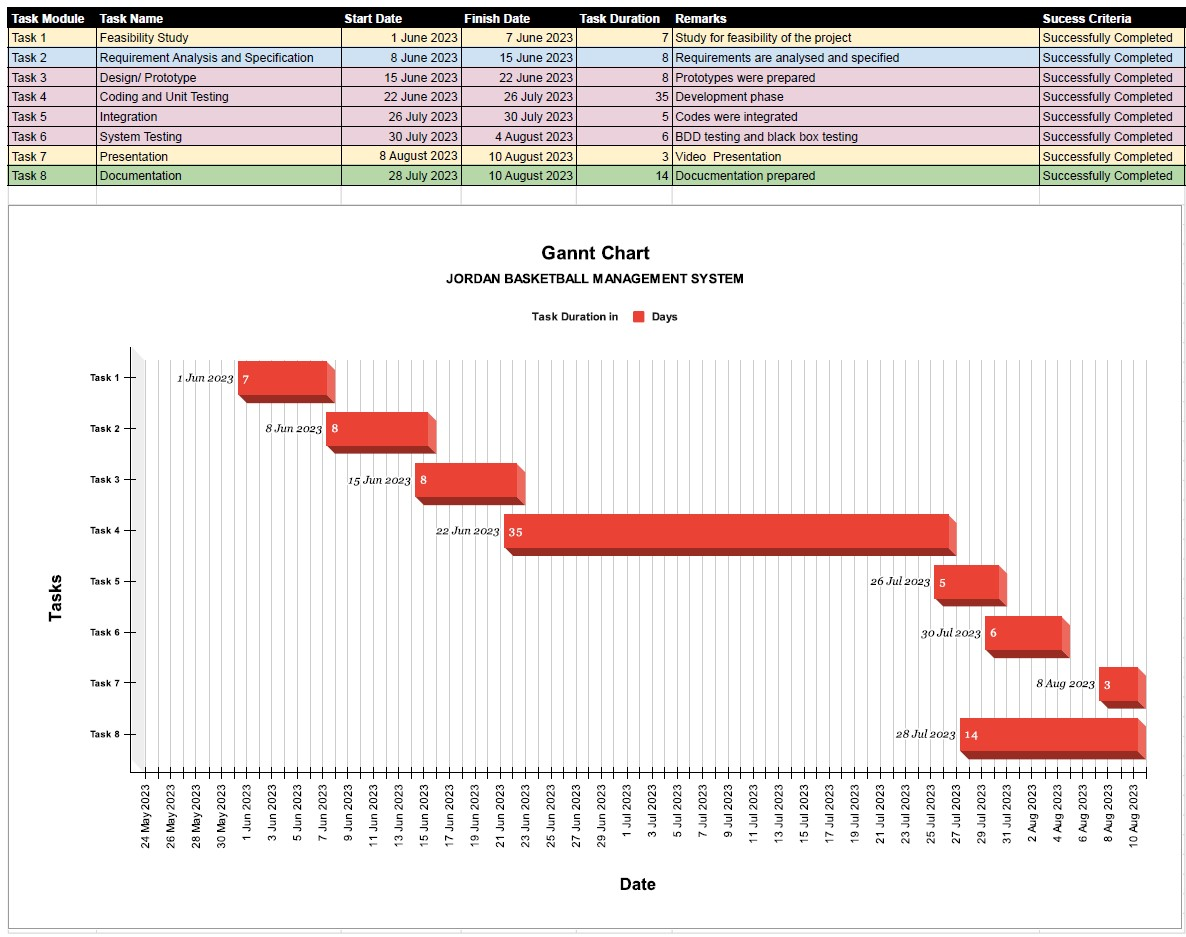 Task Module Task Name Start Date Finish Date Task Duration Remarks Sucess Criteria
Task 1 Feasibility Study 1 June 2023 7 June 2023 7 Study for feasibility of the project Successfully Completed
Task 2 Requirement Analysis and Specification 8 June 2023 15 June 2023 8 Requirements are analysed and specified Successfully Completed
Task 3 Design/ Prototype 15 June 2023 22 June 2023 8 Prototypes were prepared Successfully Completed
Task 4 Coding and Unit Testing 22 June 2023 26 July 2023 35 Development phase Successfully Completed
Task 5 Integration 26 July 2023 30 July 2023 5 Codes were integrated Successfully Completed
Task 6 System Testing 30 July 2023 4 August 2023 6 BDD testing and black box testing Successfully Completed
Task 7 Presentation 8 August 2023 10 August 2023 3 Video  Presentation Successfully Completed
Task 8 Documentation 28 July 2023 10 August 2023 14 Docucmentation prepared Successfully Completed
Gannt Chart
JORDAN BASKETBALL MANAGEMENT SYSTEM
Task Duration in Days
Task 1 1 Jun 2023 7
Task 2 8 Jun 2023 8
Task 3 15 Jun 2023 8
Task 4 22 Jun 2023 35
Task 5 26 Jul 2023 5
Task 6 30 Jul 2023 6
Task 7 8 Aug 2023 3
Task 8 28 Jul 2023 14
Tasks
24 May 2023
26 May 2023
28 May 2023
30 May 2023
1 Jun 2023
3 Jun 2023
5 Jun 2023
7 Jun 2023
9 Jun 2023
11 Jun 2023
13 Jun 2023
15 Jun 2023
17 Jun 2023
19 Jun 2023
21 Jun 2023
23 Jun 2023
25 Jun 2023
27 Jun 2023
29 Jun 2023
1 Jul 2023
3 Jul 2023
5 Jul 2023
7 Jul 2023
9 Jul 2023
11 Jul 2023
13 Jul 2023
15 Jul 2023
17 Jul 2023
19 Jul 2023
21 Jul 2023
23 Jul 2023
25 Jul 2023
27 Jul 2023
29 Jul 2023
31 Jul 2023
2 Aug 2023
4 Aug 2023
6 Aug 2023
8 Aug 2023
10 Aug 2023
Date